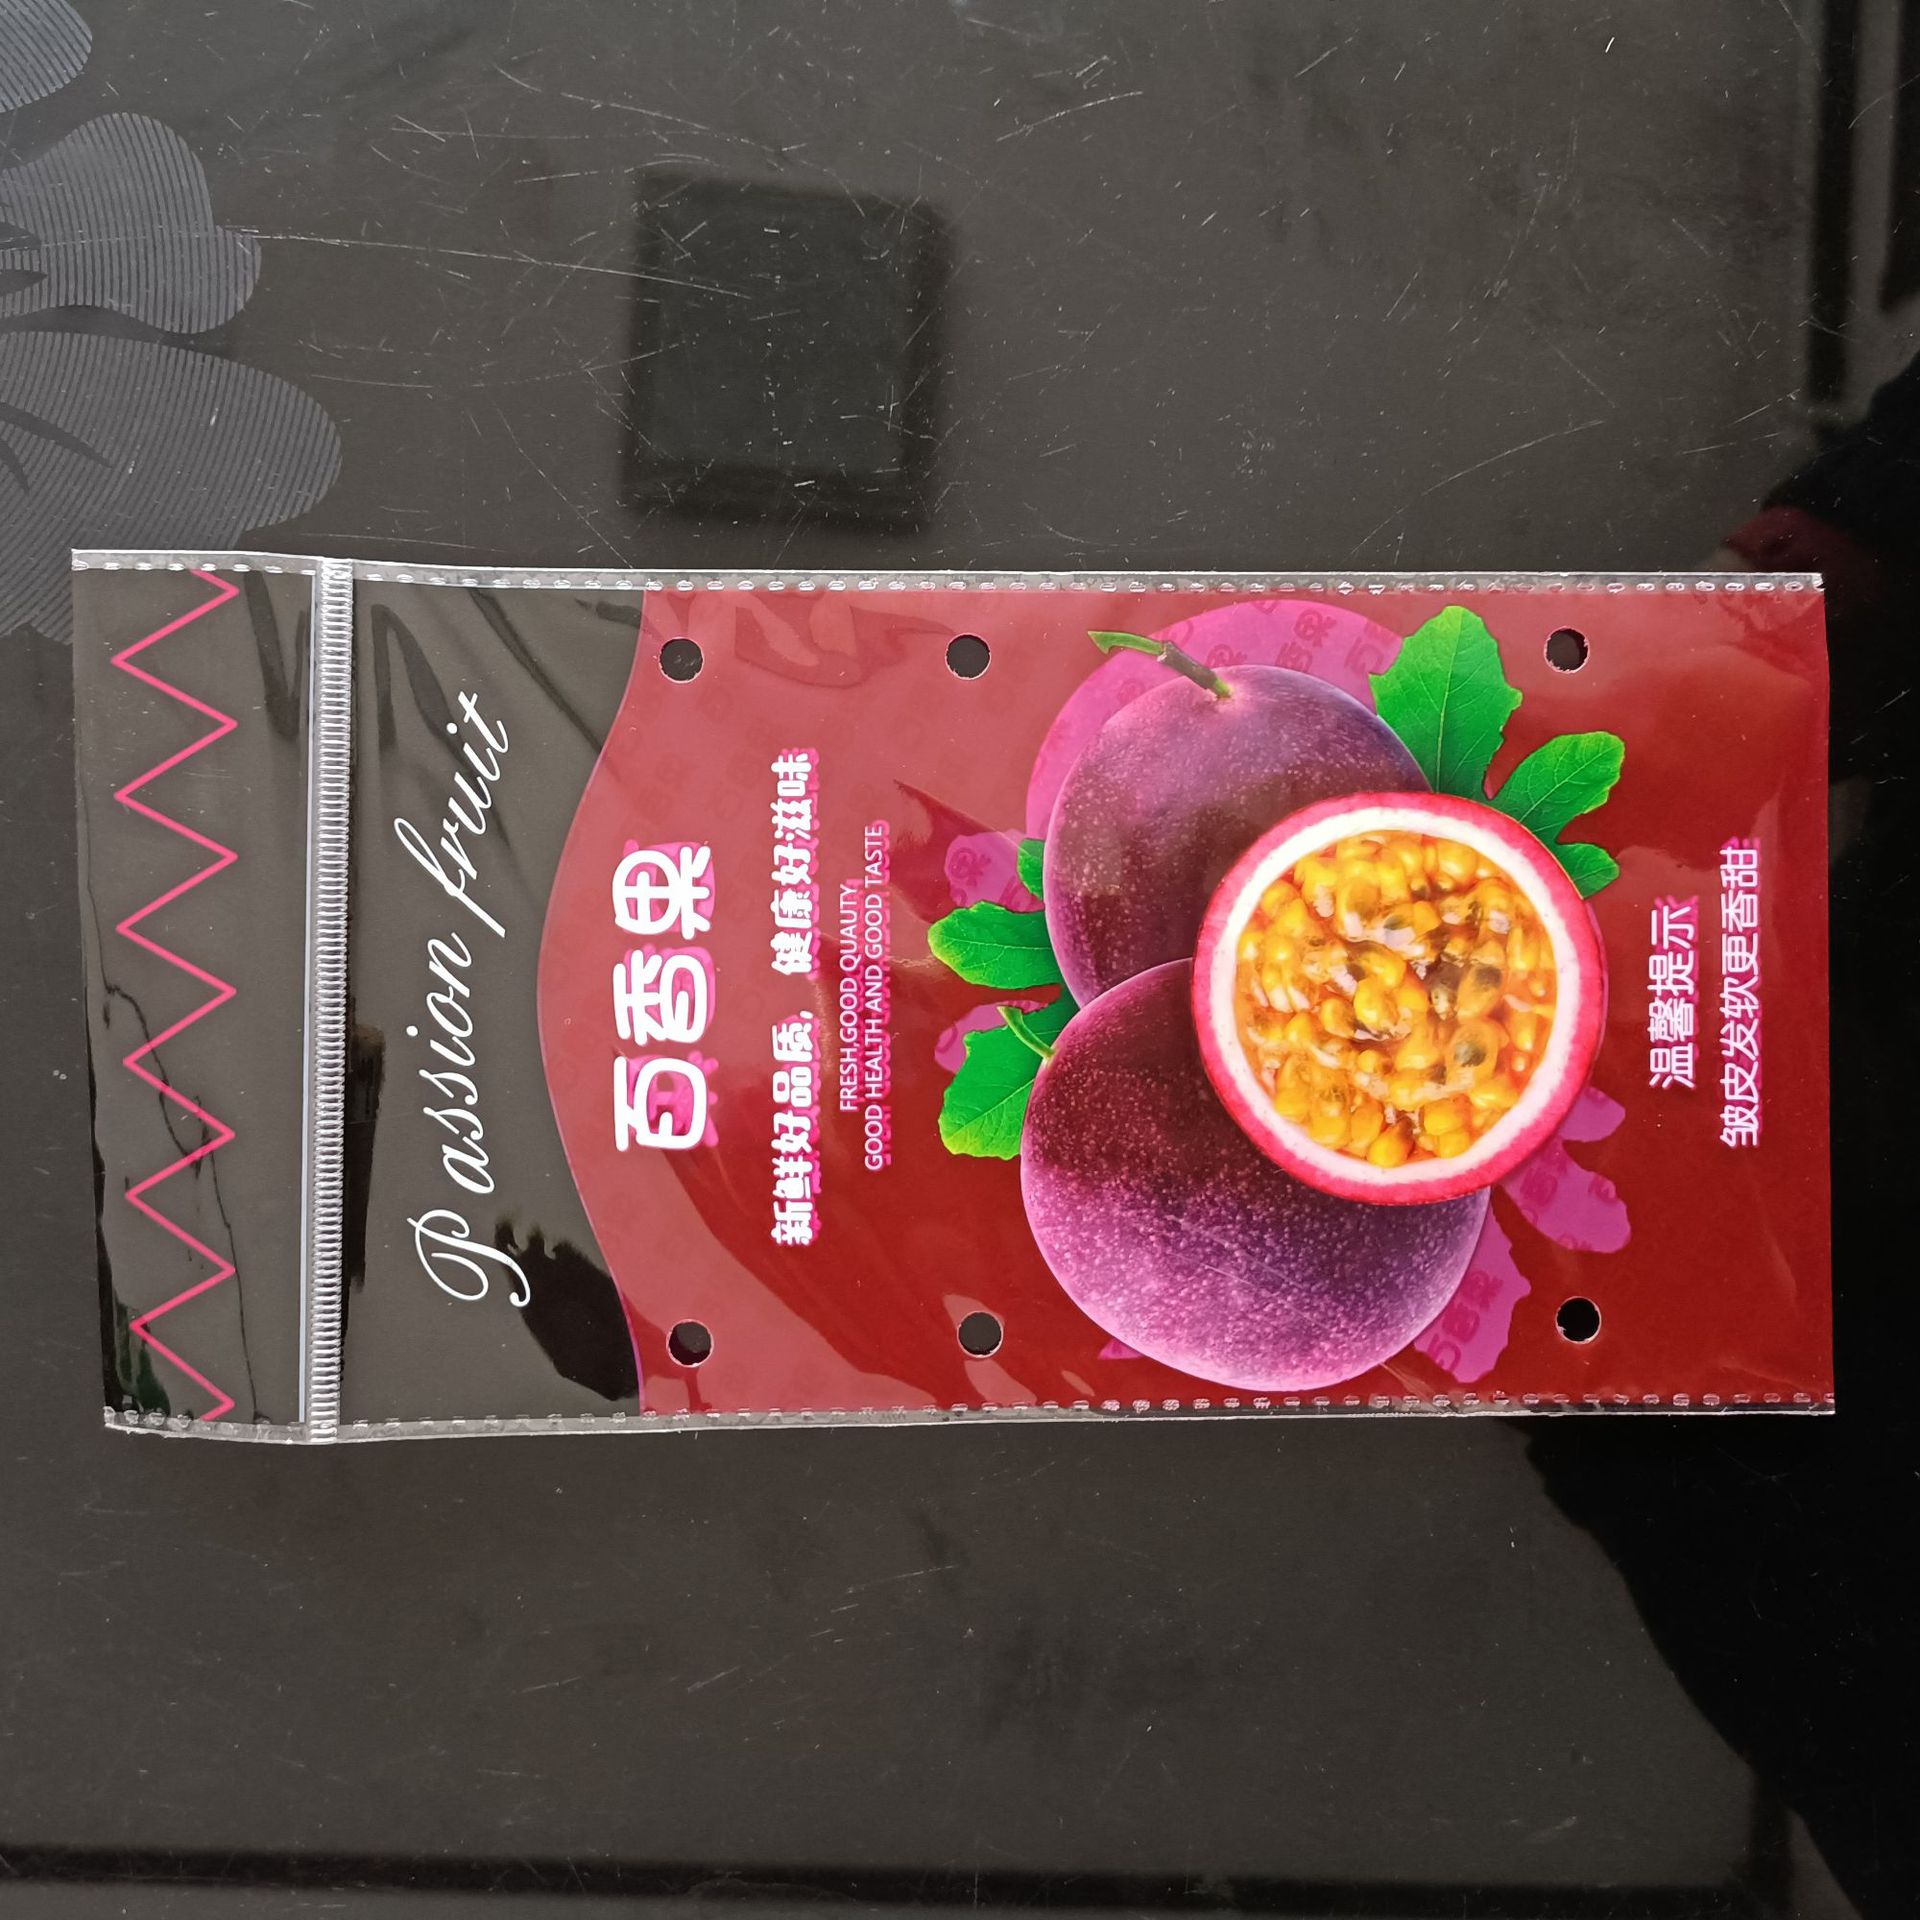 Passion fruit
百香果
新鲜好品质，健康好滋味
FRESH,GOOD QUAUTY
GOOD HEALTH AND GOOD TASTE
温馨提示
皱皮发软更香甜